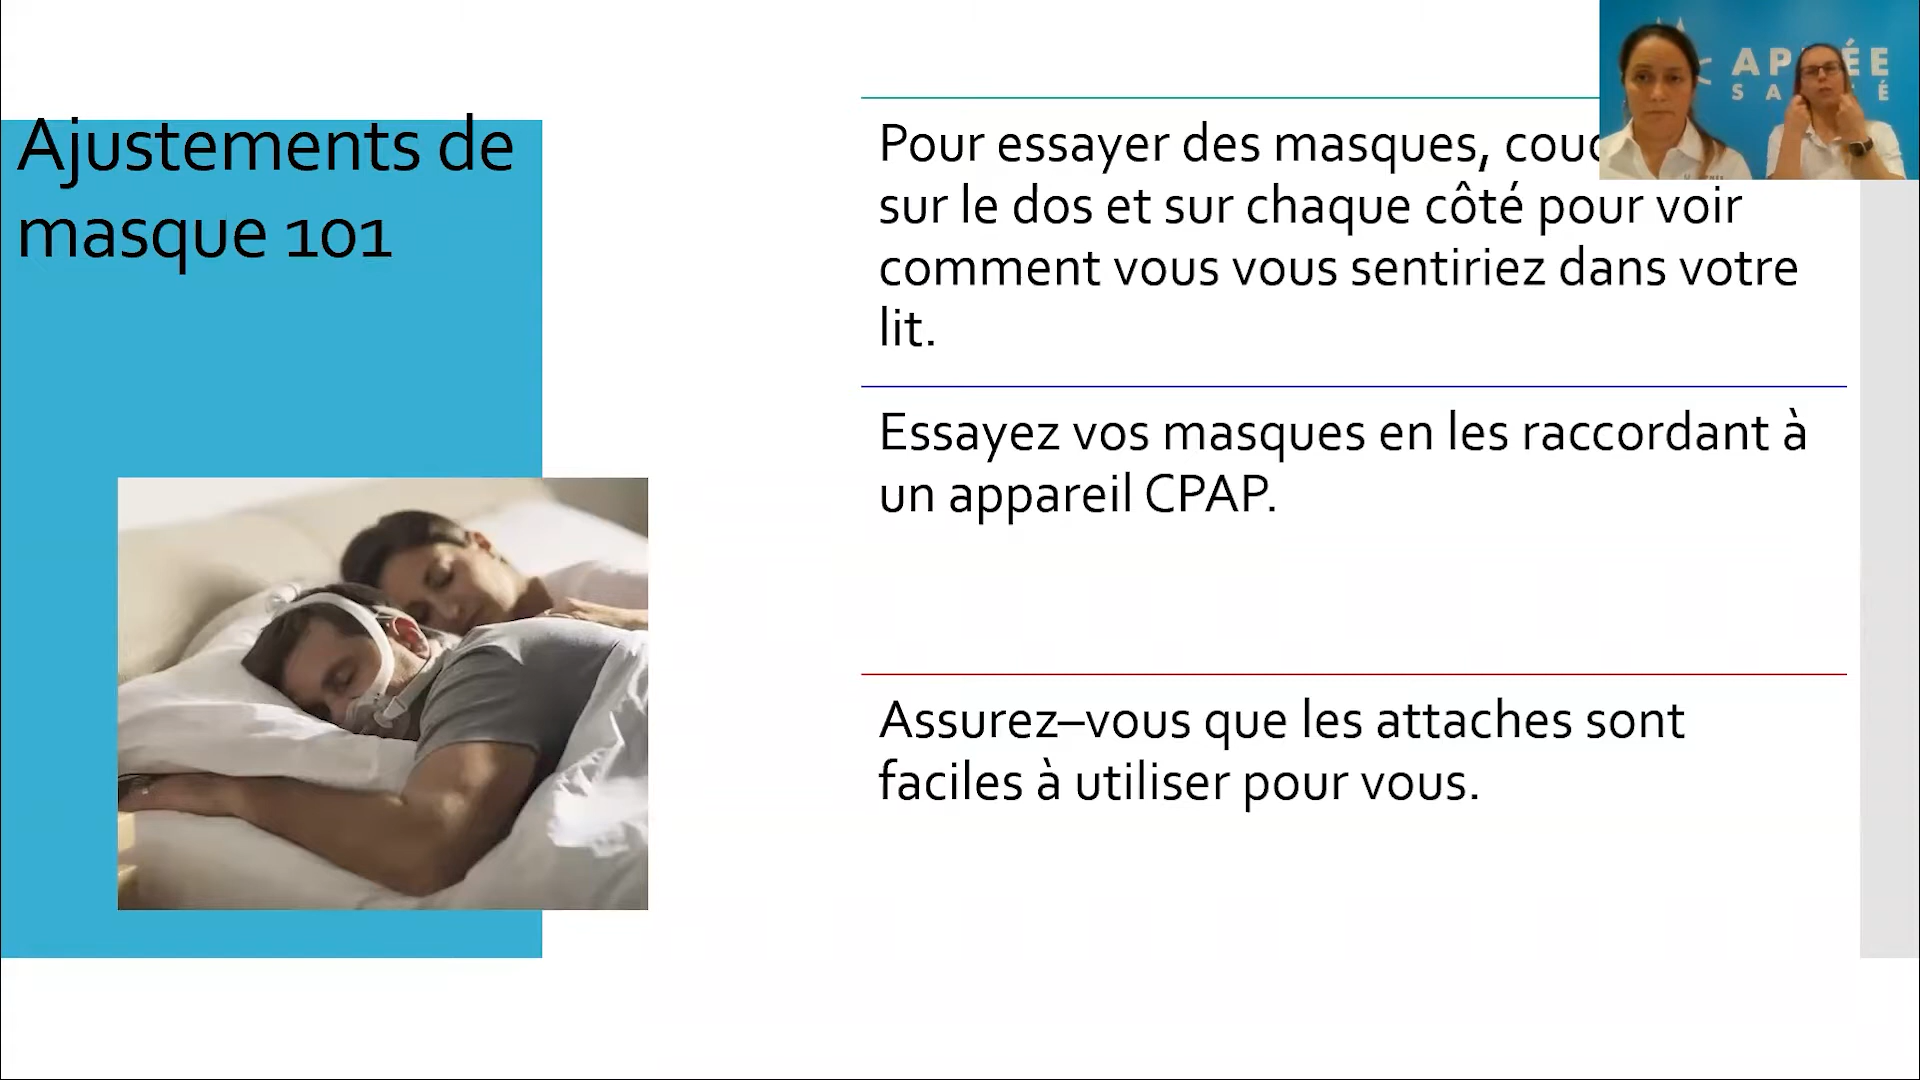 Ajustements de
masque 101
Pour essayer des masques,
sur le dos et sur chaque côté pour voir
comment vous vous sentiriez dans votre
lit.
Essayez vos masques en les raccordant à
un appareil CPAP.
Assurez–vous que les attaches sont
faciles à utiliser pour vous.